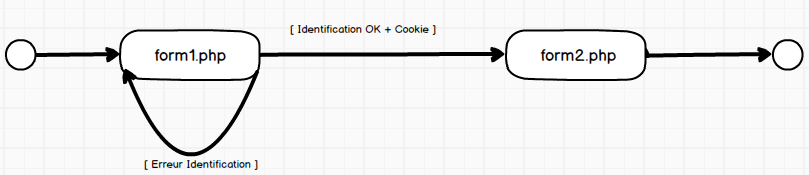 [ Identification OK + Cookie ]
form1.php
form2.php
[ Erreur Identification ]